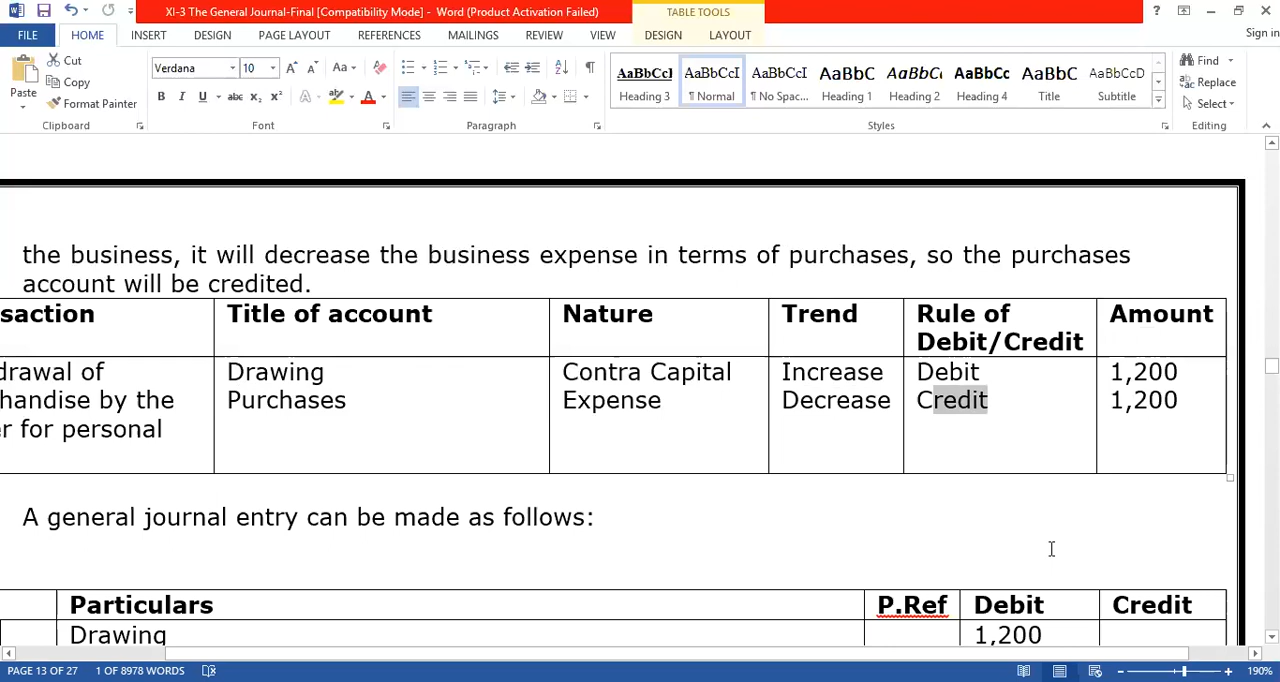 XI-3 The General Journal-Final [Compatibility Mode] - Word (Product Activation Failed)
TABLE TOOLS
?
FILE HOME INSERT DESIGN PAGE LAYOUT REFERENCES MAILINGS REVIEW VIEW DESIGN LAYOUT Sign in
Paste
Cut
Copy
Format Painter
Clipboard
Verdana 10 Aa
B I U abc X₂ X² A A
Font
Paragraph
AaBbCcI AaBbCcI AaBbCcI AaBbC AaBbCc AaBbCc AaBbC AaBbCcD
Heading 3 ¶ Normal ¶ No Spac... Heading 1 Heading 2 Heading 4 Title Subtitle
Styles
Find
Replace
Select
Editing
the business, it will decrease the business expense in terms of purchases, so the purchases
account will be credited.
saction Title of account Nature Trend Rule of Debit/Credit Amount
drawal of Drawing Contra Capital Increase Debit 1,200
handise by the Purchases Expense Decrease Credit 1,200
er for personal
A general journal entry can be made as follows:
Particulars P.Ref Debit Credit
Drawing 1,200
PAGE 13 OF 27 1 OF 8978 WORDS 190%